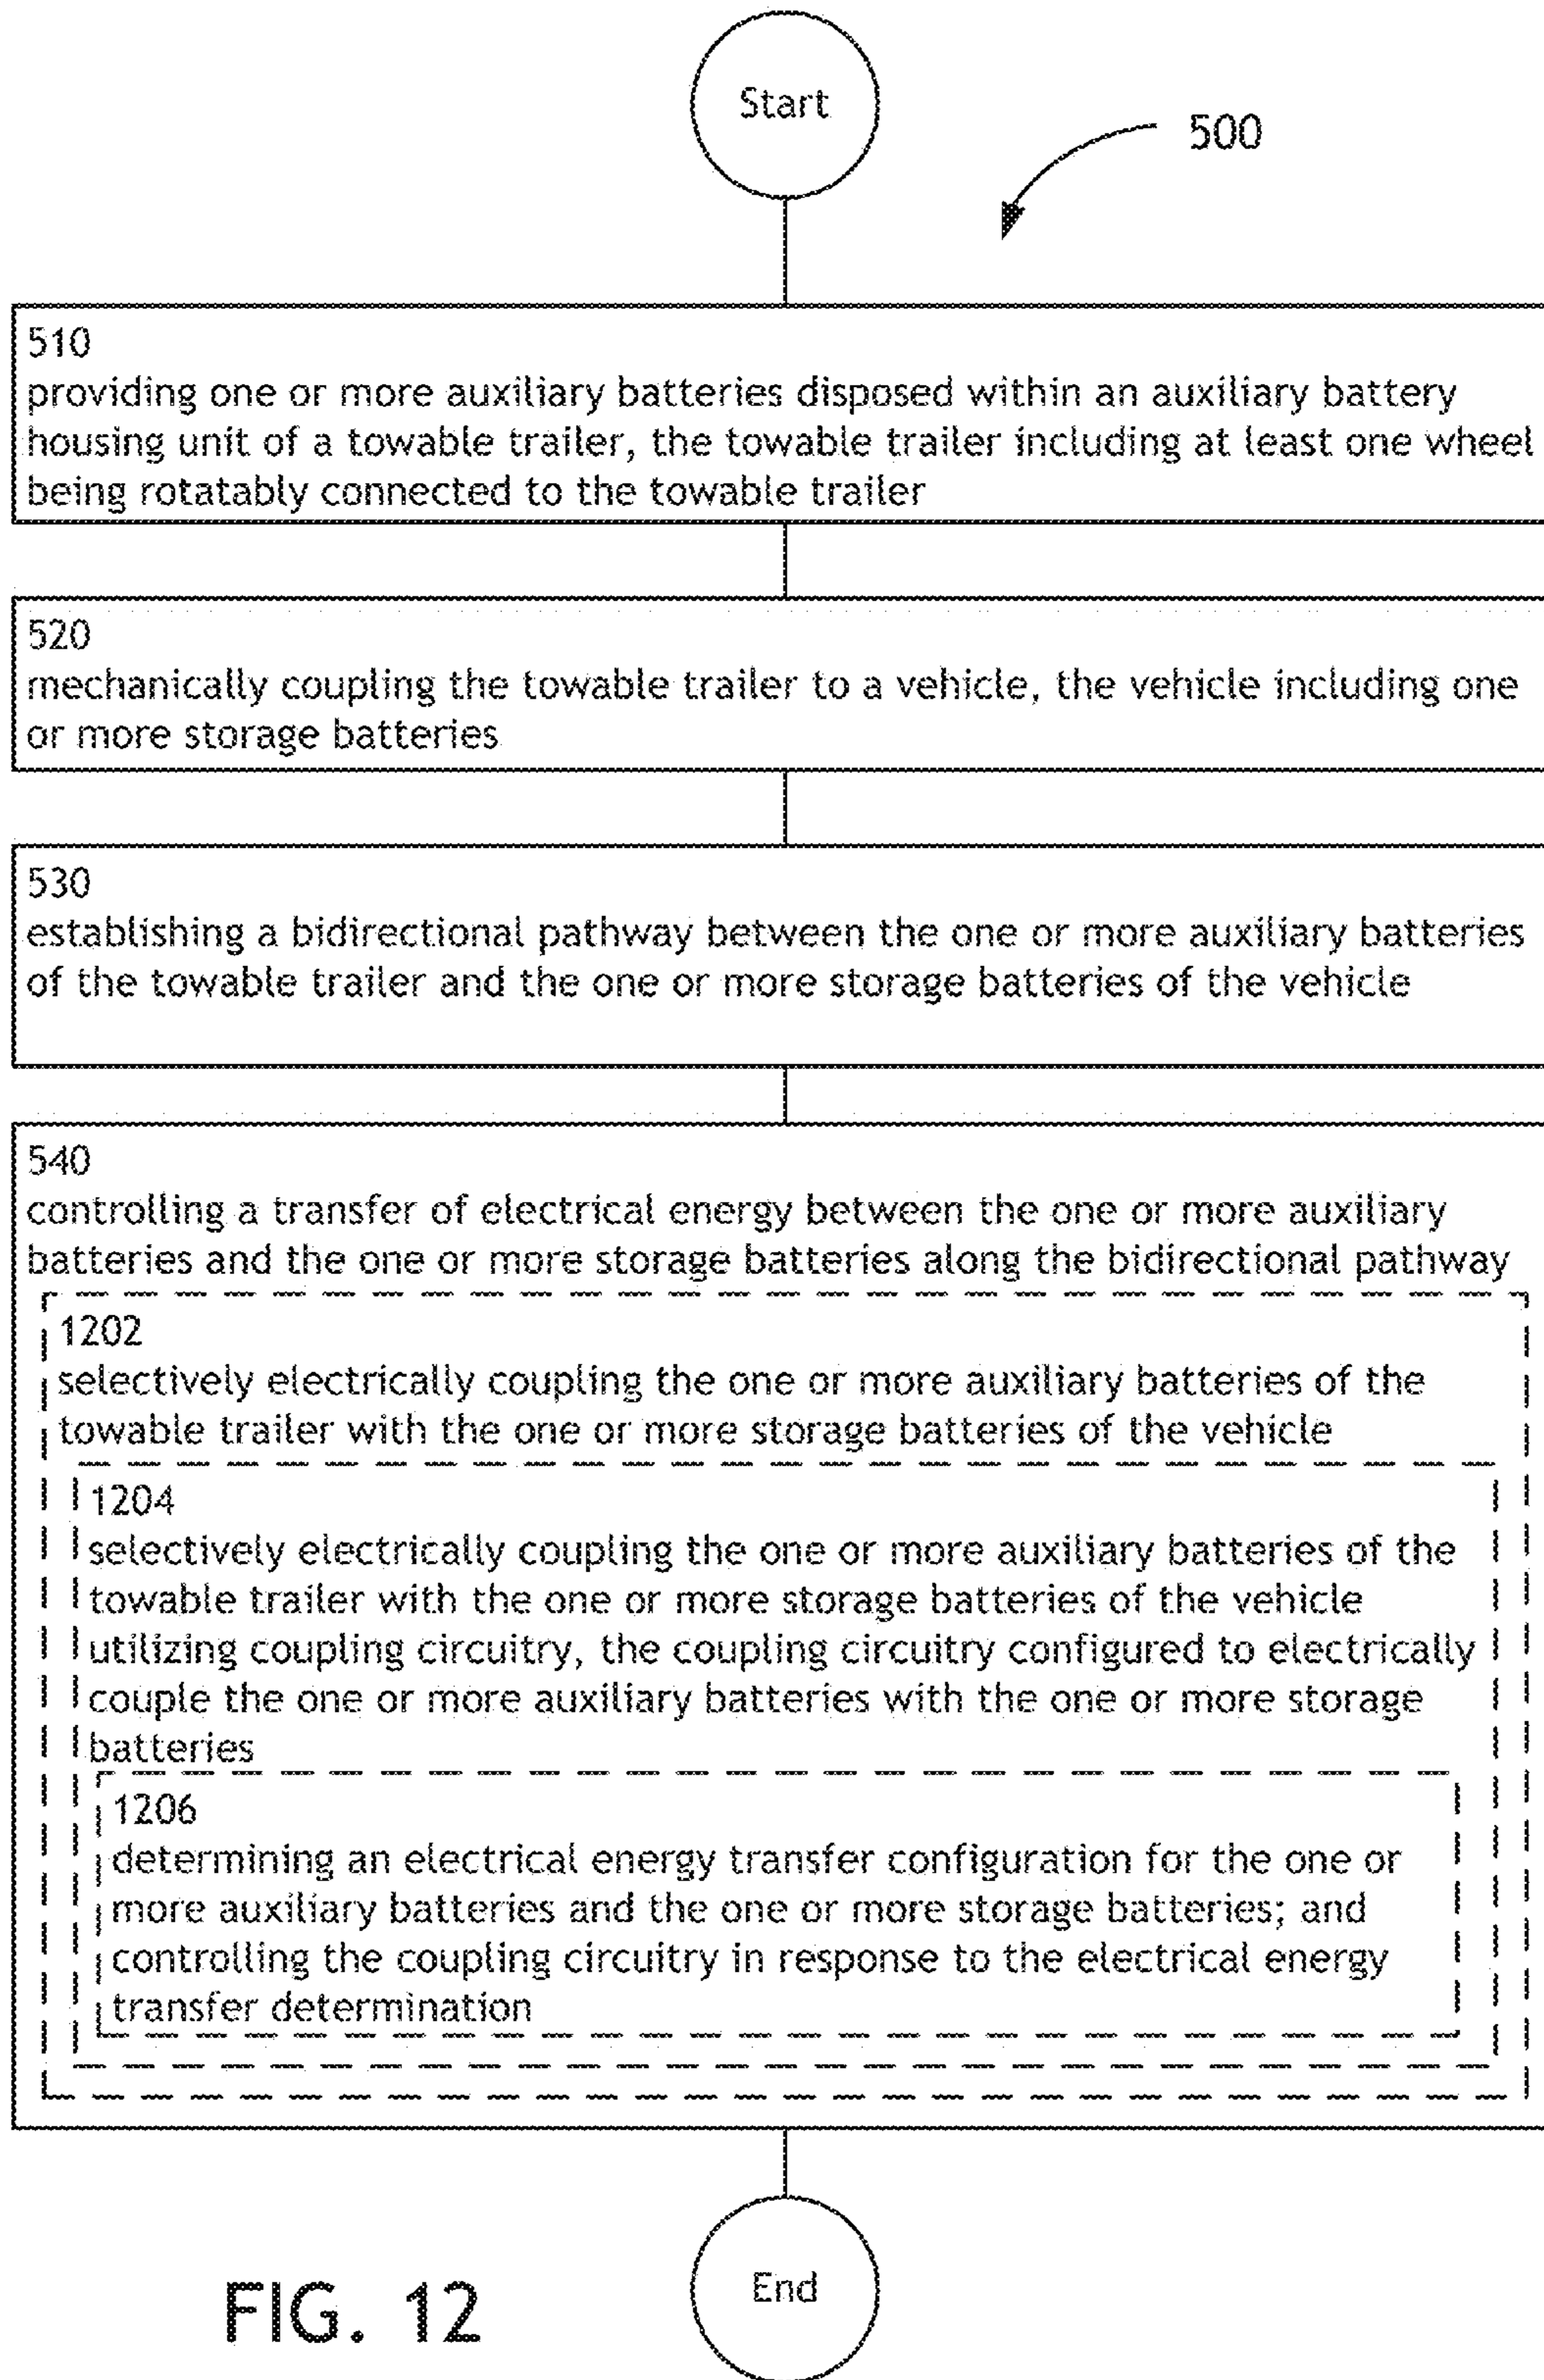 Start
500
510
providing one or more auxiliary batteries disposed within an auxiliary battery
housing unit of a towable trailer, the towable trailer including at least one wheel
being rotatably connected to the towable trailer
520
mechanically coupling the towable trailer to a vehicle, the vehicle including one
or more storage batteries
530
establishing a bidirectional pathway between the one or more auxiliary batteries
of the towable trailer and the one or more storage batteries of the vehicle
540
controlling a transfer of electrical energy between the one or more auxiliary
batteries and the one or more storage batteries along the bidirectional pathway
1202
selectively electrically coupling the one or more auxiliary batteries of the
towable trailer with the one or more storage batteries of the vehicle
1204
selectively electrically coupling the one or more auxiliary batteries of the
towable trailer with the one or more storage batteries of the vehicle
utilizing coupling circuitry, the coupling circuitry configured to electrically
couple the one or more auxiliary batteries with the one or more storage
batteries
1206
determining an electrical energy transfer configuration for the one or
more auxiliary batteries and the one or more storage batteries; and
controlling the coupling circuitry in response to the electrical energy
transfer determination
End
FIG. 12